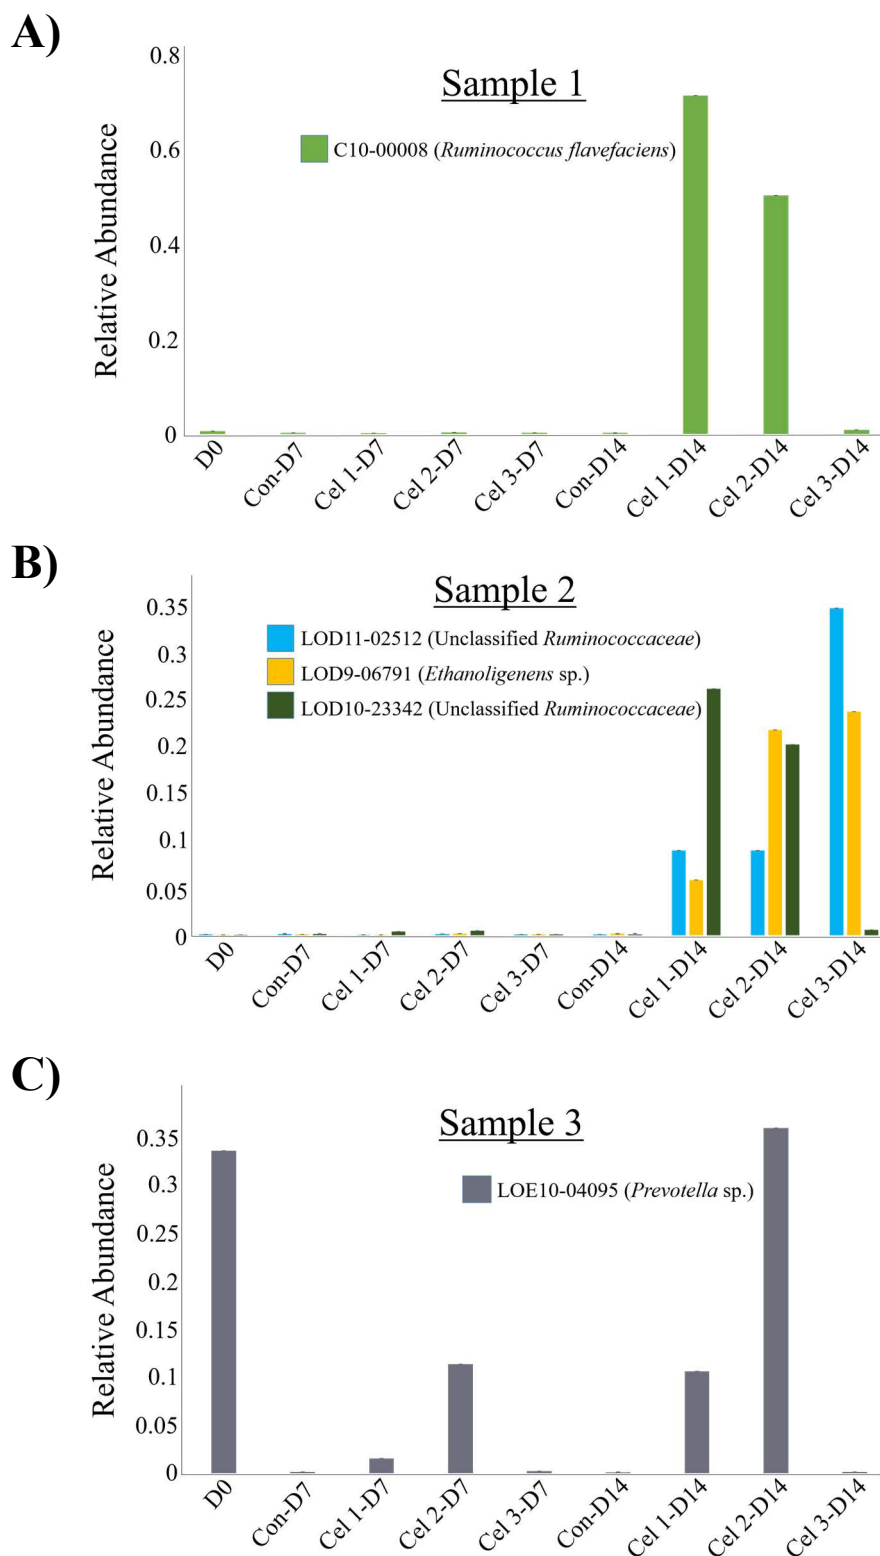 A)
Sample 1
C10-00008 (Ruminococcus flavefaciens)
Relative Abundance
0.8
0.6
0.4
0.2
0
D0
Con-D7
Cel 1-D7
Cel 2-D7
Cel 3-D7
Con-D14
Cel 1-D14
Cel 2-D14
Cel 3-D14
B)
Sample 2
LOD11-02512 (Unclassified Ruminococcaceae)
LOD9-06791 (Ethanoligenens sp.)
LOD10-23342 (Unclassified Ruminococcaceae)
Relative Abundance
0.35
0.3
0.25
0.2
0.15
0.1
0.05
0
D0
Con-D7
Cel 1-D7
Cel 2-D7
Cel 3-D7
Con-D14
Cel 1-D14
Cel 2-D14
Cel 3-D14
C)
Sample 3
LOE10-04095 (Prevotella sp.)
Relative Abundance
0.35
0.3
0.25
0.2
0.15
0.1
0.05
0
D0
Con-D7
Cel 1-D7
Cel 2-D7
Cel 3-D7
Con-D14
Cel 1-D14
Cel 2-D14
Cel 3-D14